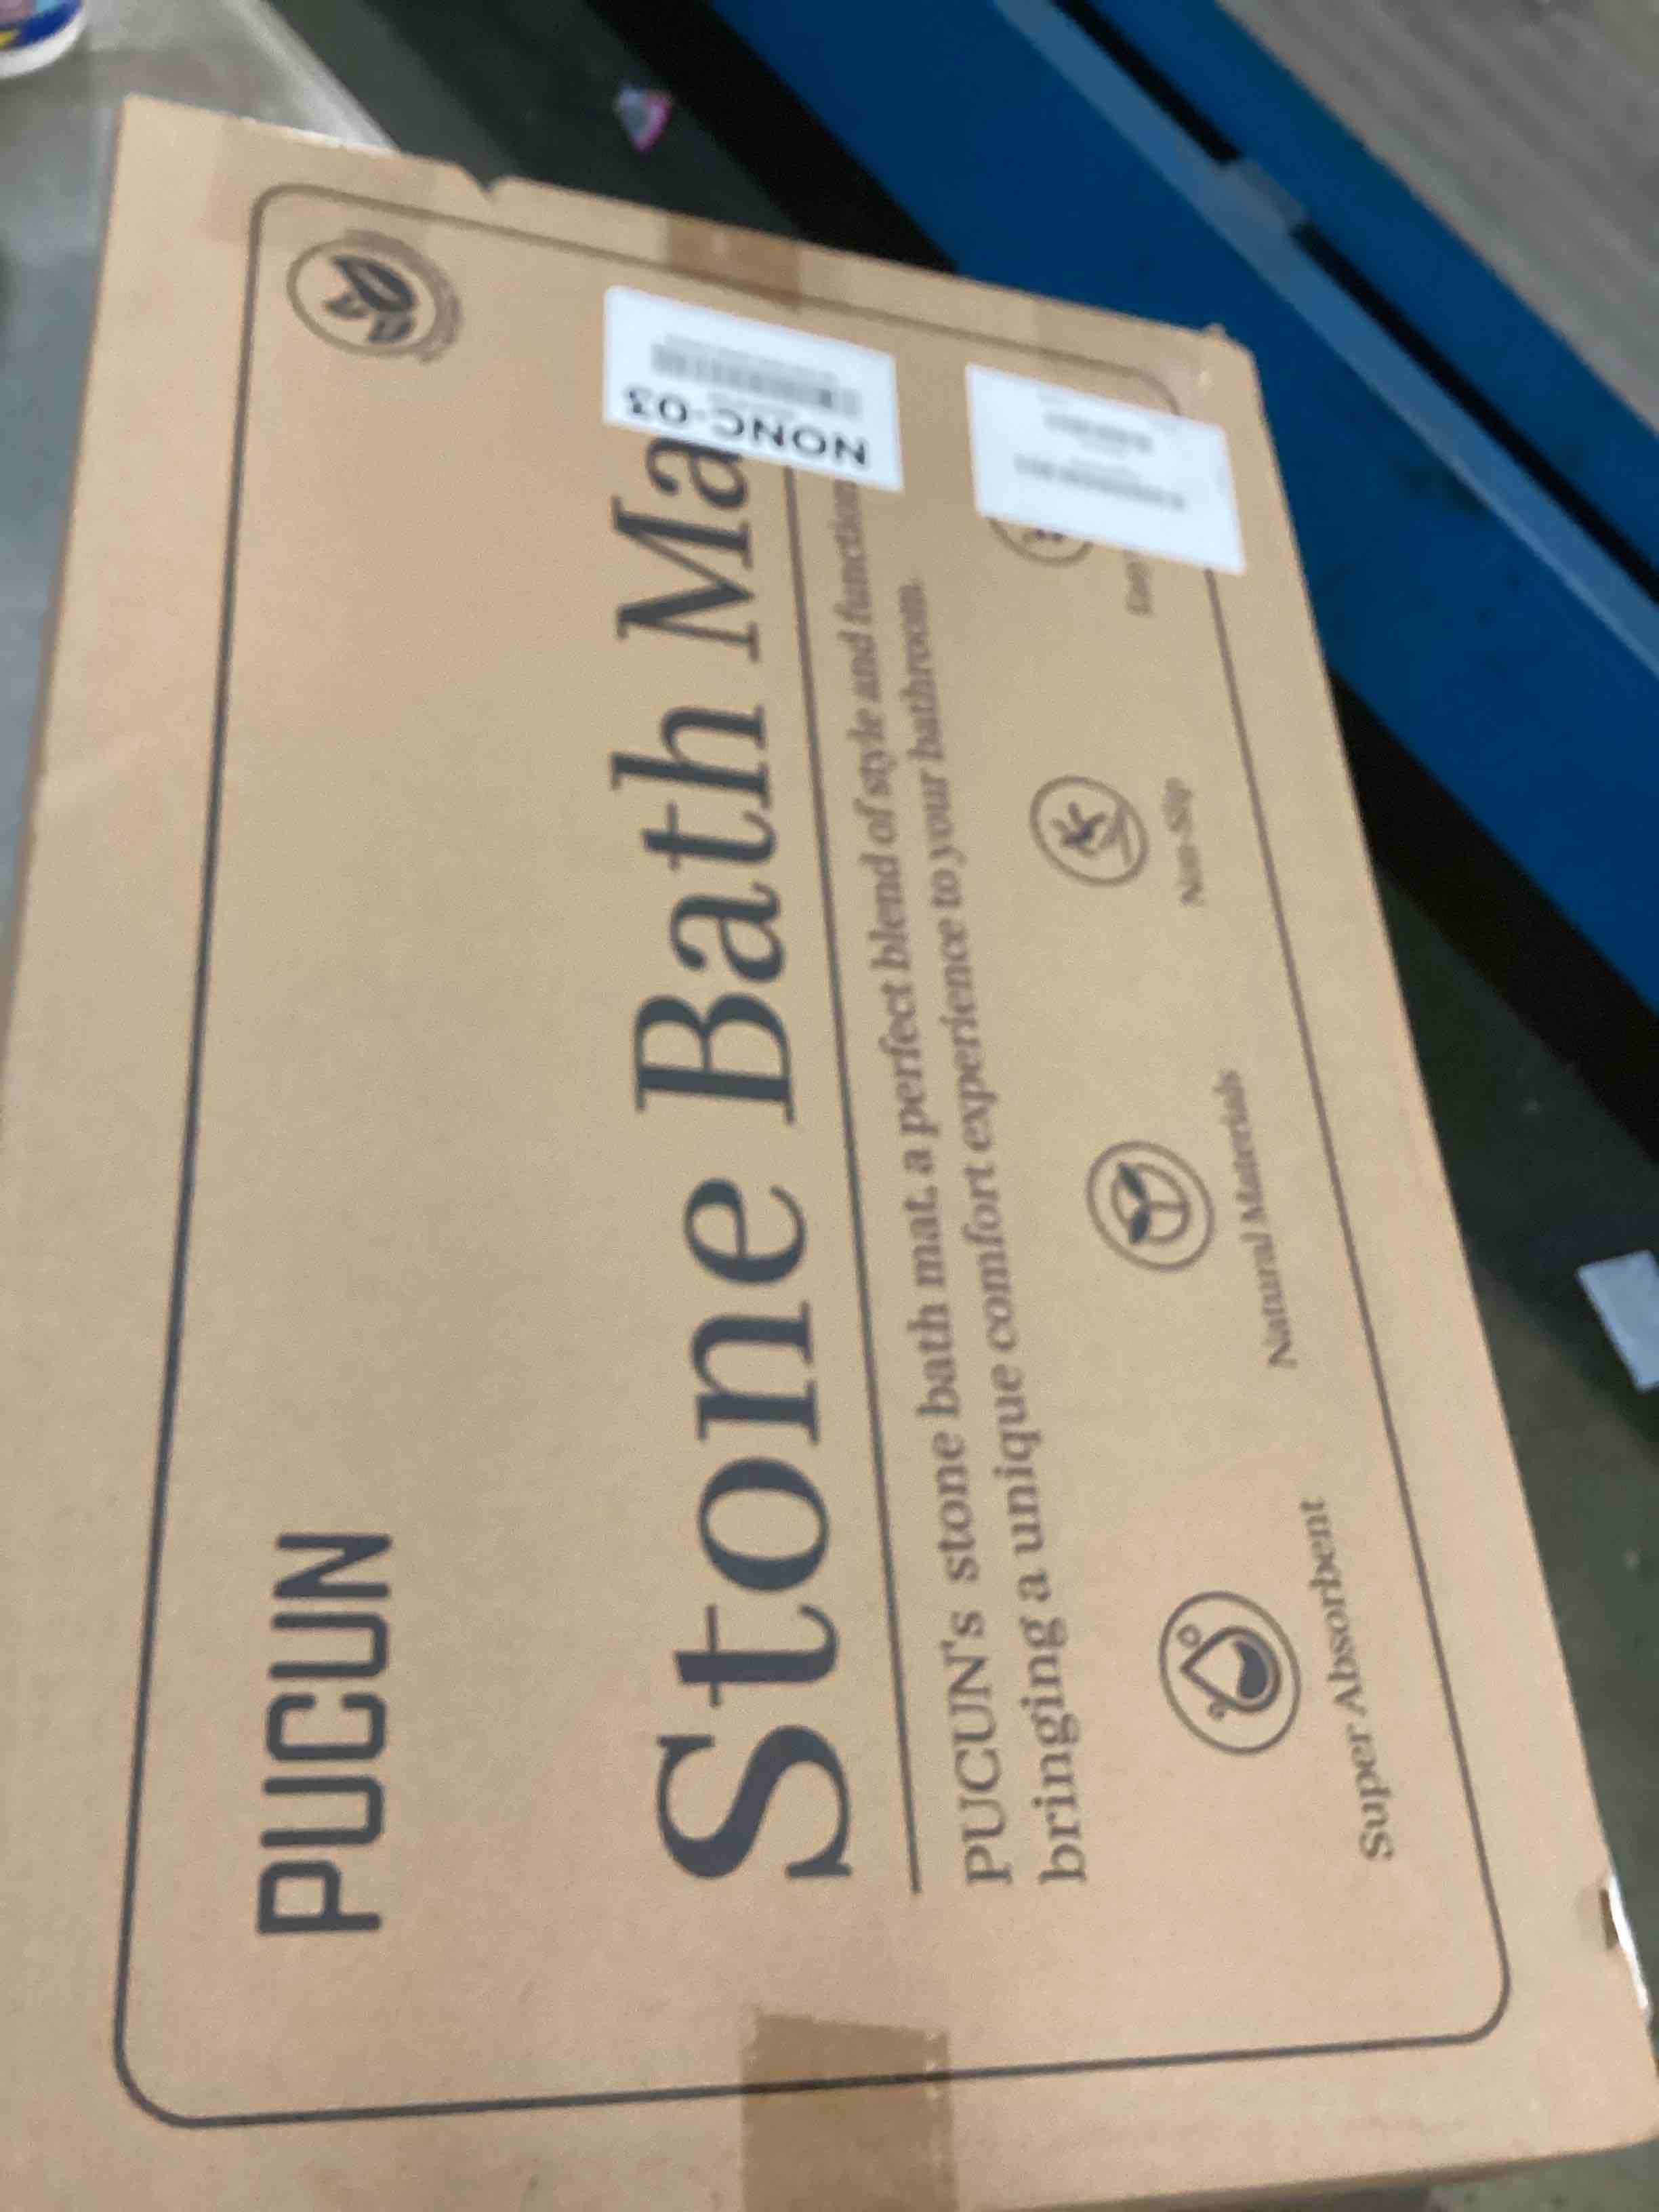 PUCUN
Stone Bath Ma
NONC-03
PUCUN's stone bath mat, a perfect blend of style and function
bringing a unique comfort experience to your bathroom.
Super Absorbent
Natural Materials
Non-Slip